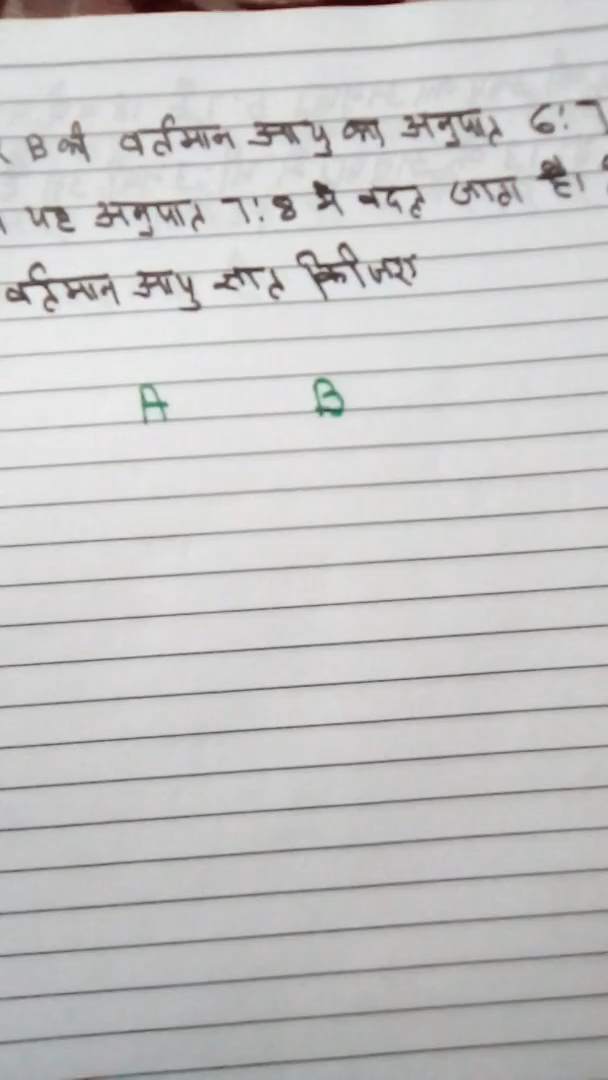 B की वर्तमान आयु का अनुपात 6:7
यह अनुपात 7:8 मे बदल जाता है।
वर्तमान आयु ज्ञात किजिए
A B